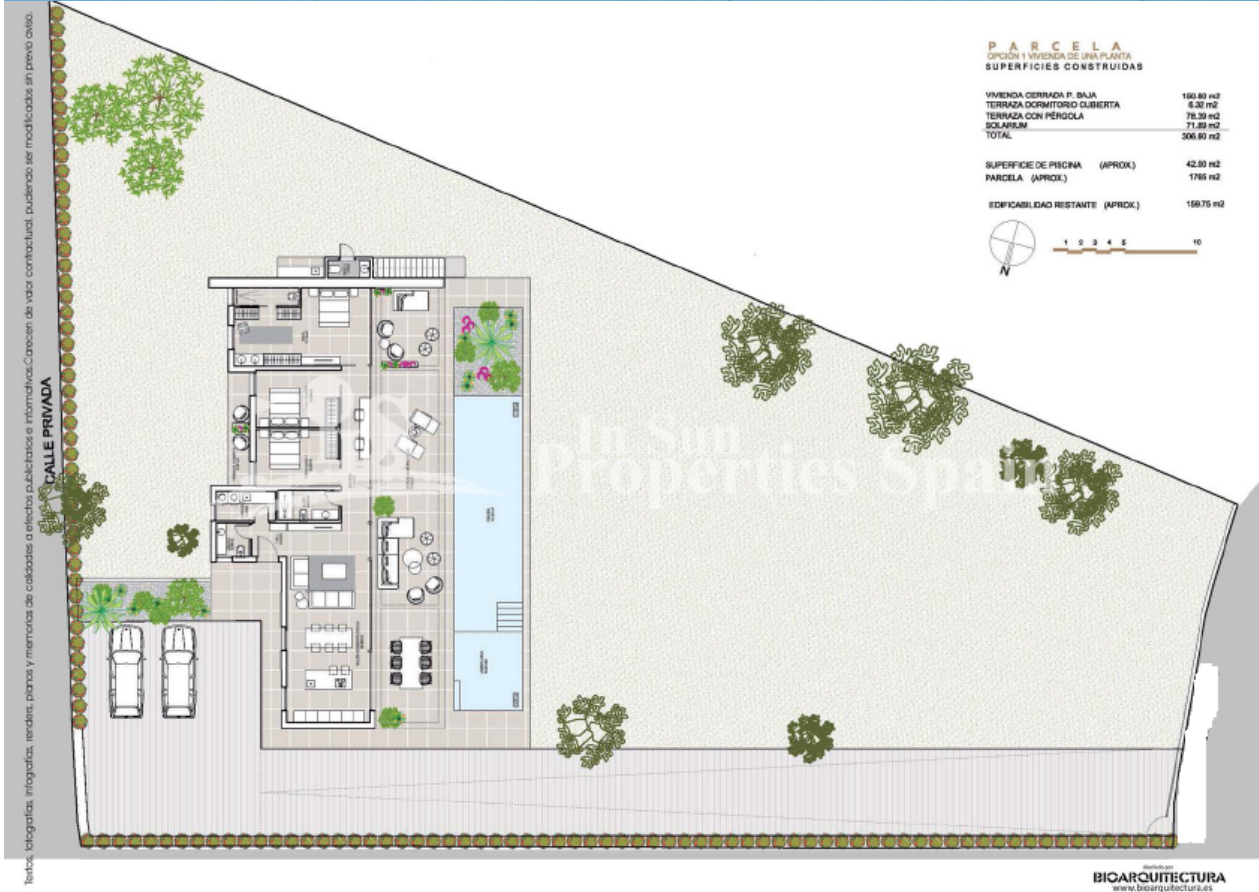 PARCELA
OPCIÓN 1 VIVIENDA DE UNA PLANTA
SUPERFICIES CONSTRUIDAS
VIVIENDA CERRADA P. BAJA 150.80 m2
TERRAZA DORMITORIO CUBIERTA 6.32 m2
TERRAZA CON PÉRGOLA 78.39 m2
SOLARIUM 71.89 m2
TOTAL 306.80 m2
SUPERFICIE DE PISCINA (APROX.) 42.00 m2
PARCELA (APROX.) 1765 m2
EDIFICABILIDAD RESTANTE (APROX.) 159.75 m2
1 2 3 4 5 10
N
CALLE PRIVADA
Textos, fotografías, infografías, renders, planos y memorias de calidades a efectos publicitarios e informativos.Carecen de valor contractural, pudiendo ser modificados sin previo aviso.
In Sun
Properties Spain
diseñado por
BIOARQUITECTURA
www.bioarquitectura.es